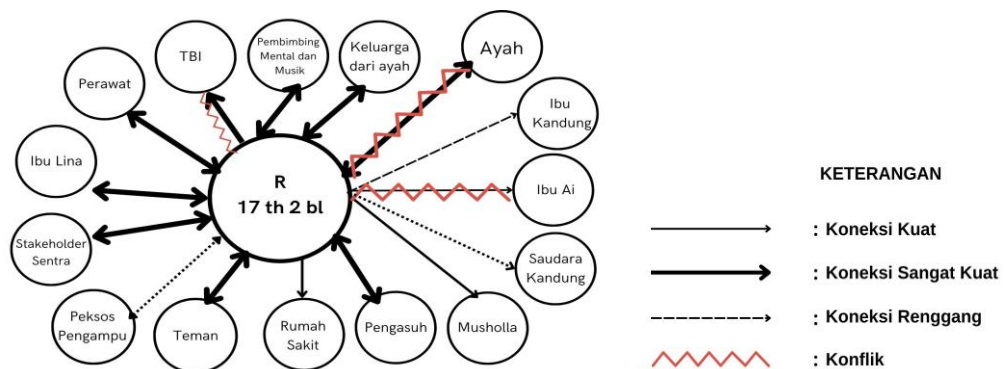 TBI
Pembimbing
Mental dan
Musik
Keluarga
dari ayah
Ayah
Perawat
Ibu
Kandung
Ibu Lina
R
17 th 2 bl
Ibu Ai
Stakeholder
Sentra
Saudara
Kandung
Peksos
Pengampu
Teman
Rumah
Sakit
Pengasuh
Musholla
KETERANGAN
: Koneksi Kuat
: Koneksi Sangat Kuat
: Koneksi Renggang
: Konflik